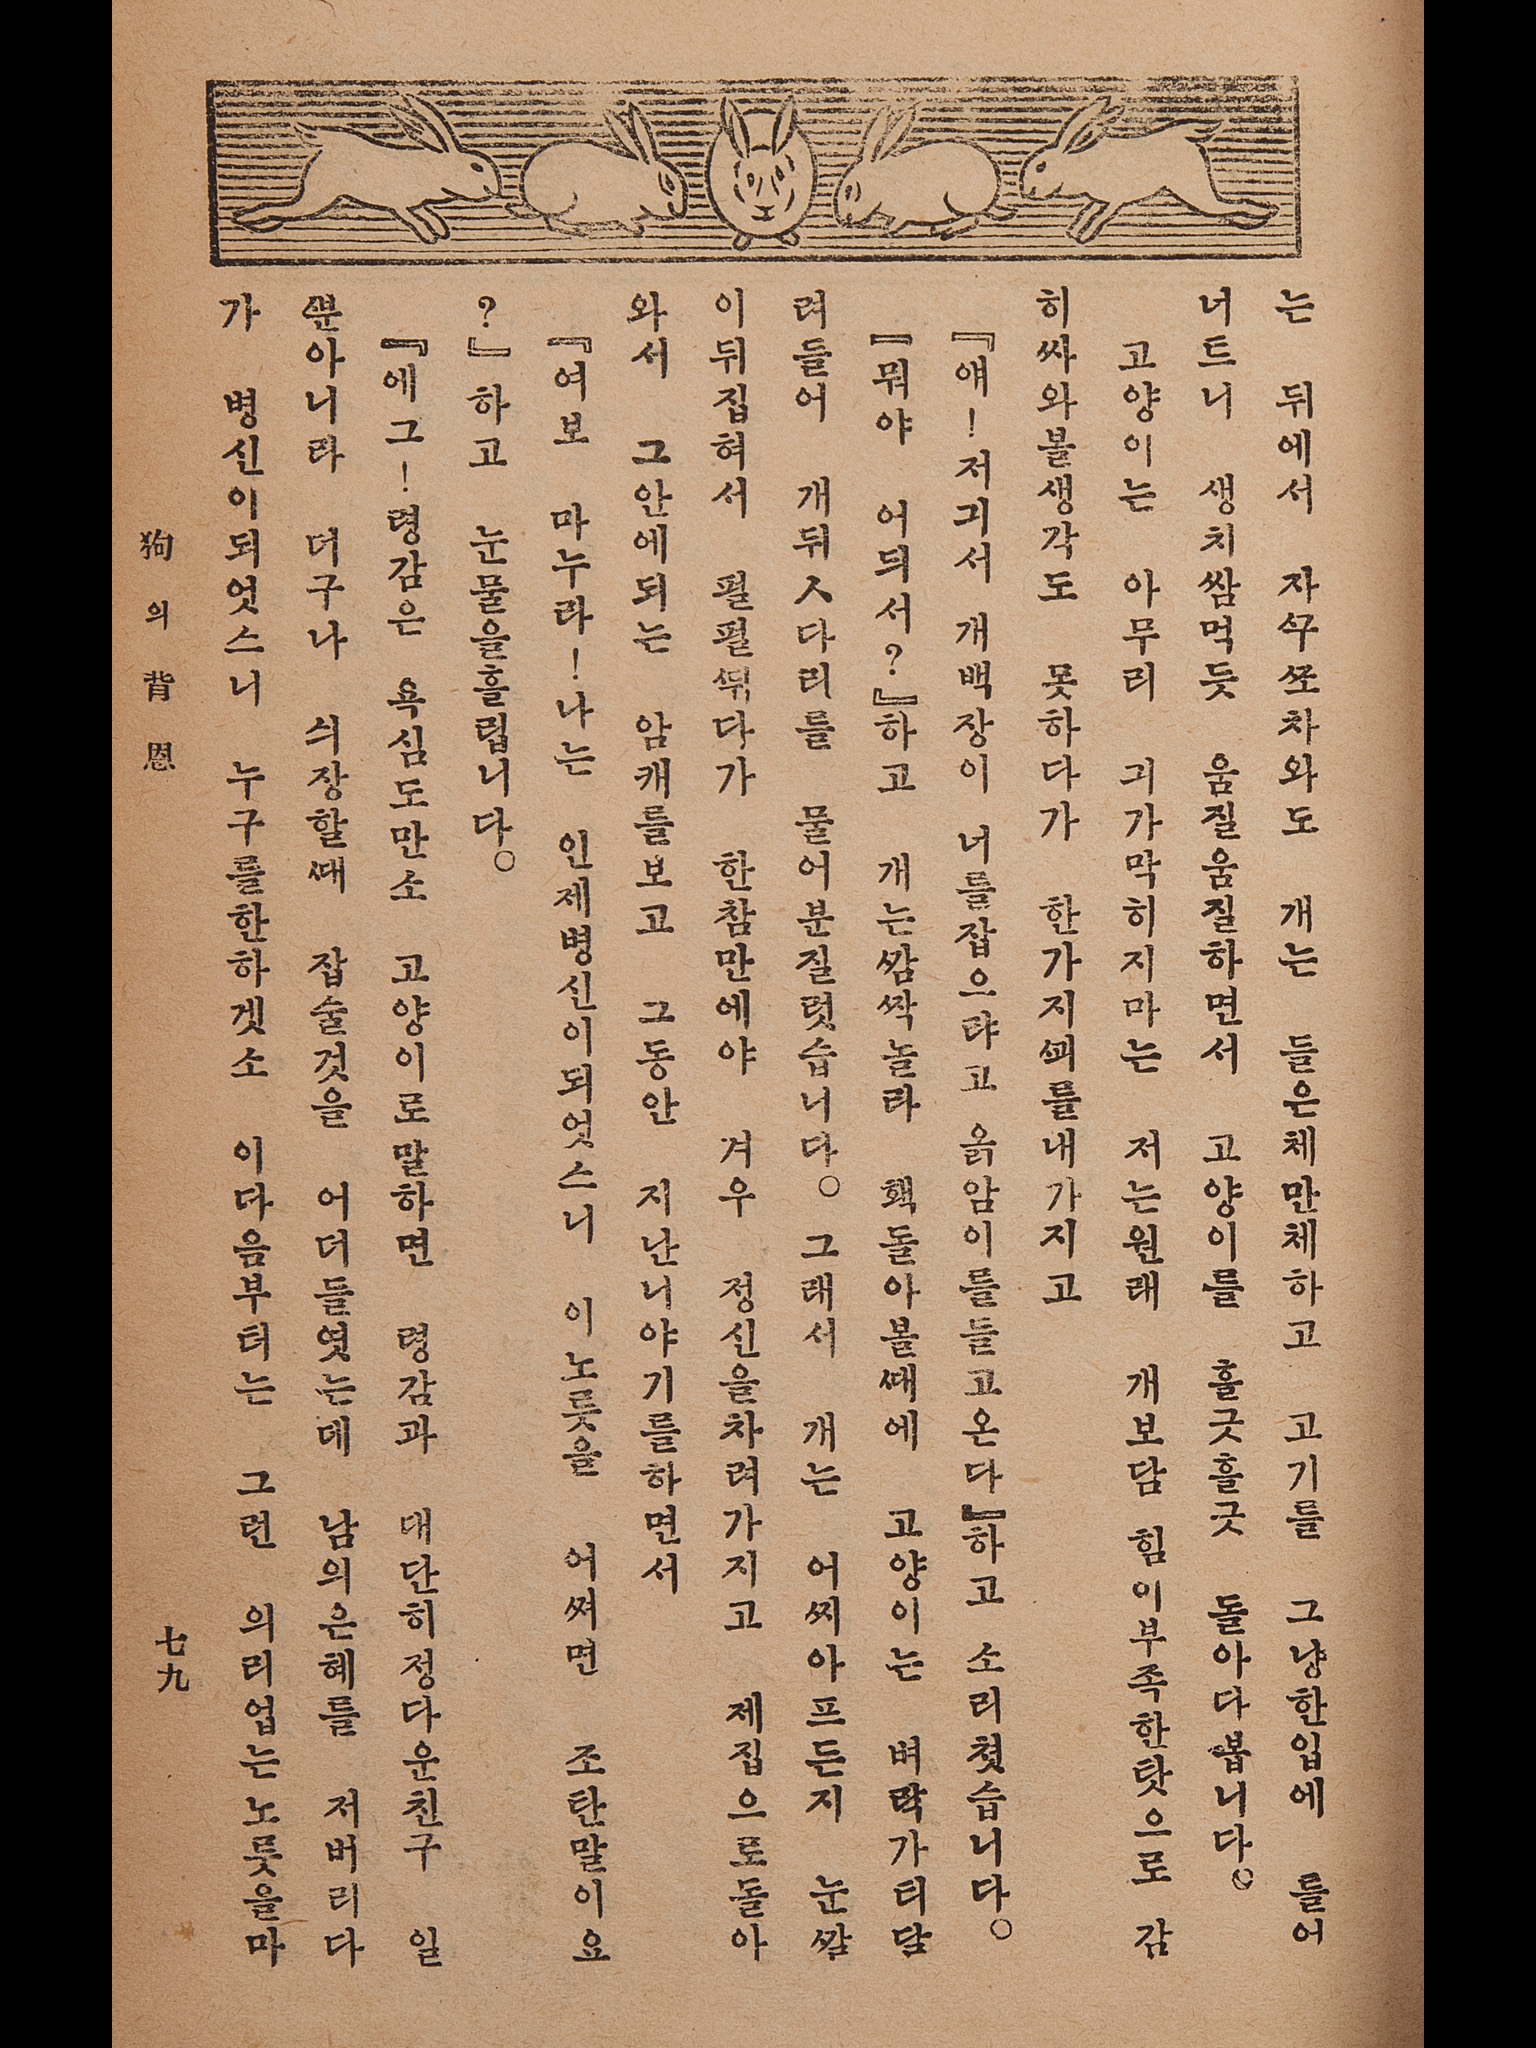 는 뒤에서 자꾸쪼차와도 개는 들은체만체하고 고기를 그냥한입에 들어
너트니 생치쌈먹듯 움질움질하면서 고양이를 흘긋흘긋 돌아다봅니다。
고양이는 아무리 긔가막히지마는 저는원래 개보담 힘이부족한탓으로 감
히싸와볼생각도 못하다가 한가지꾀를내가지고
『얘!저긔서 개백장이 너를잡으랴고 옭암이를들고온다』하고 소리첫습니다。
『뭐야 어듸서?』하고 개는깜짝놀라 홱돌아볼때에 고양이는 벼락가티담
려들어 개뒤ㅅ다리를 물어분질럿습니다。그래서 개는 어찌아프든지 눈깜
이뒤집혀서 펄펄뛰다가 한참만에야 겨우 정신을차려가지고 제집으로돌아
와서 그안에되는 암캐를보고 그동안 지난니야기를하면서
『여보 마누라!나는 인제병신이되엇스니 이노릇을 어쩌면 조탄말이요
?』하고 눈물을흘립니다。
『에그!령감은 욕심도만소 고양이로말하면 령감과 대단히정다운친구 일
뿐아니라 더구나 싀장할때 잡술것을 어더들엿는데 남의은혜를 저버리다
가 병신이되엇스니 누구를한하겟소 이다음부터는 그런 의리업는노릇을마
狗의背恩
七九